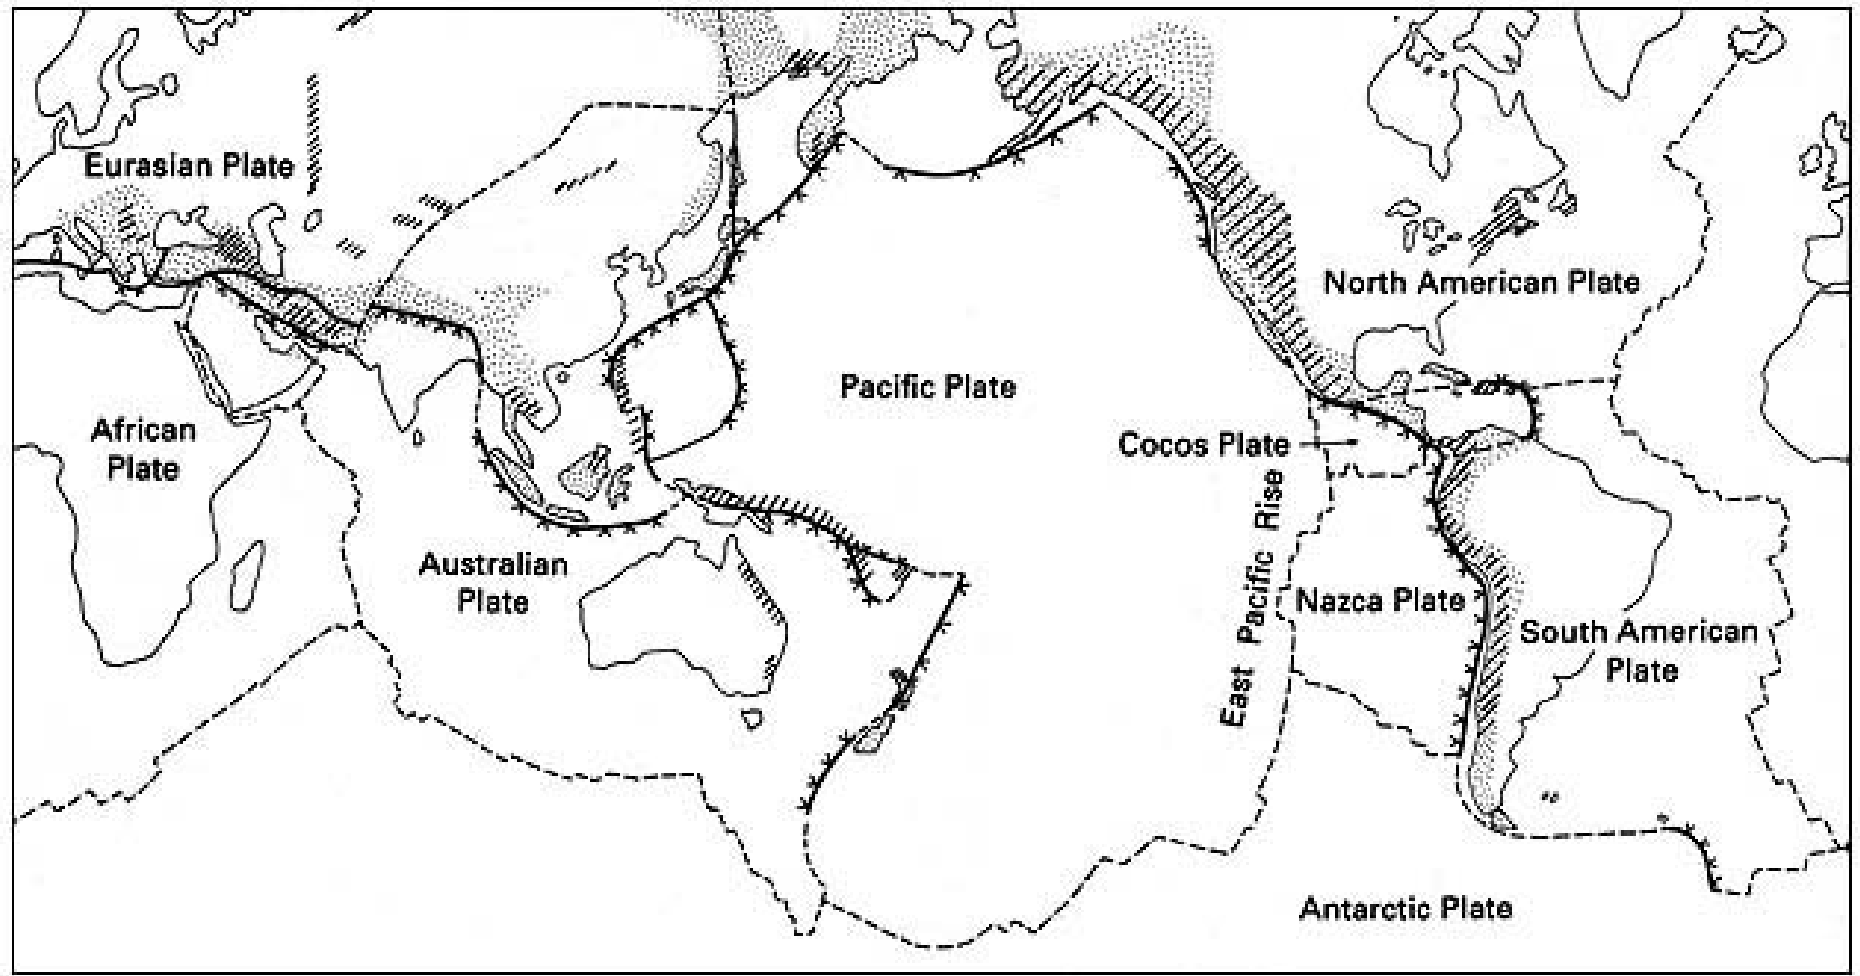 Eurasian Plate
North American Plate
Pacific Plate
African
Plate
Cocos Plate
East Pacific Rise
Australian
Plate
Nazca Plate
South American
Plate
Antarctic Plate